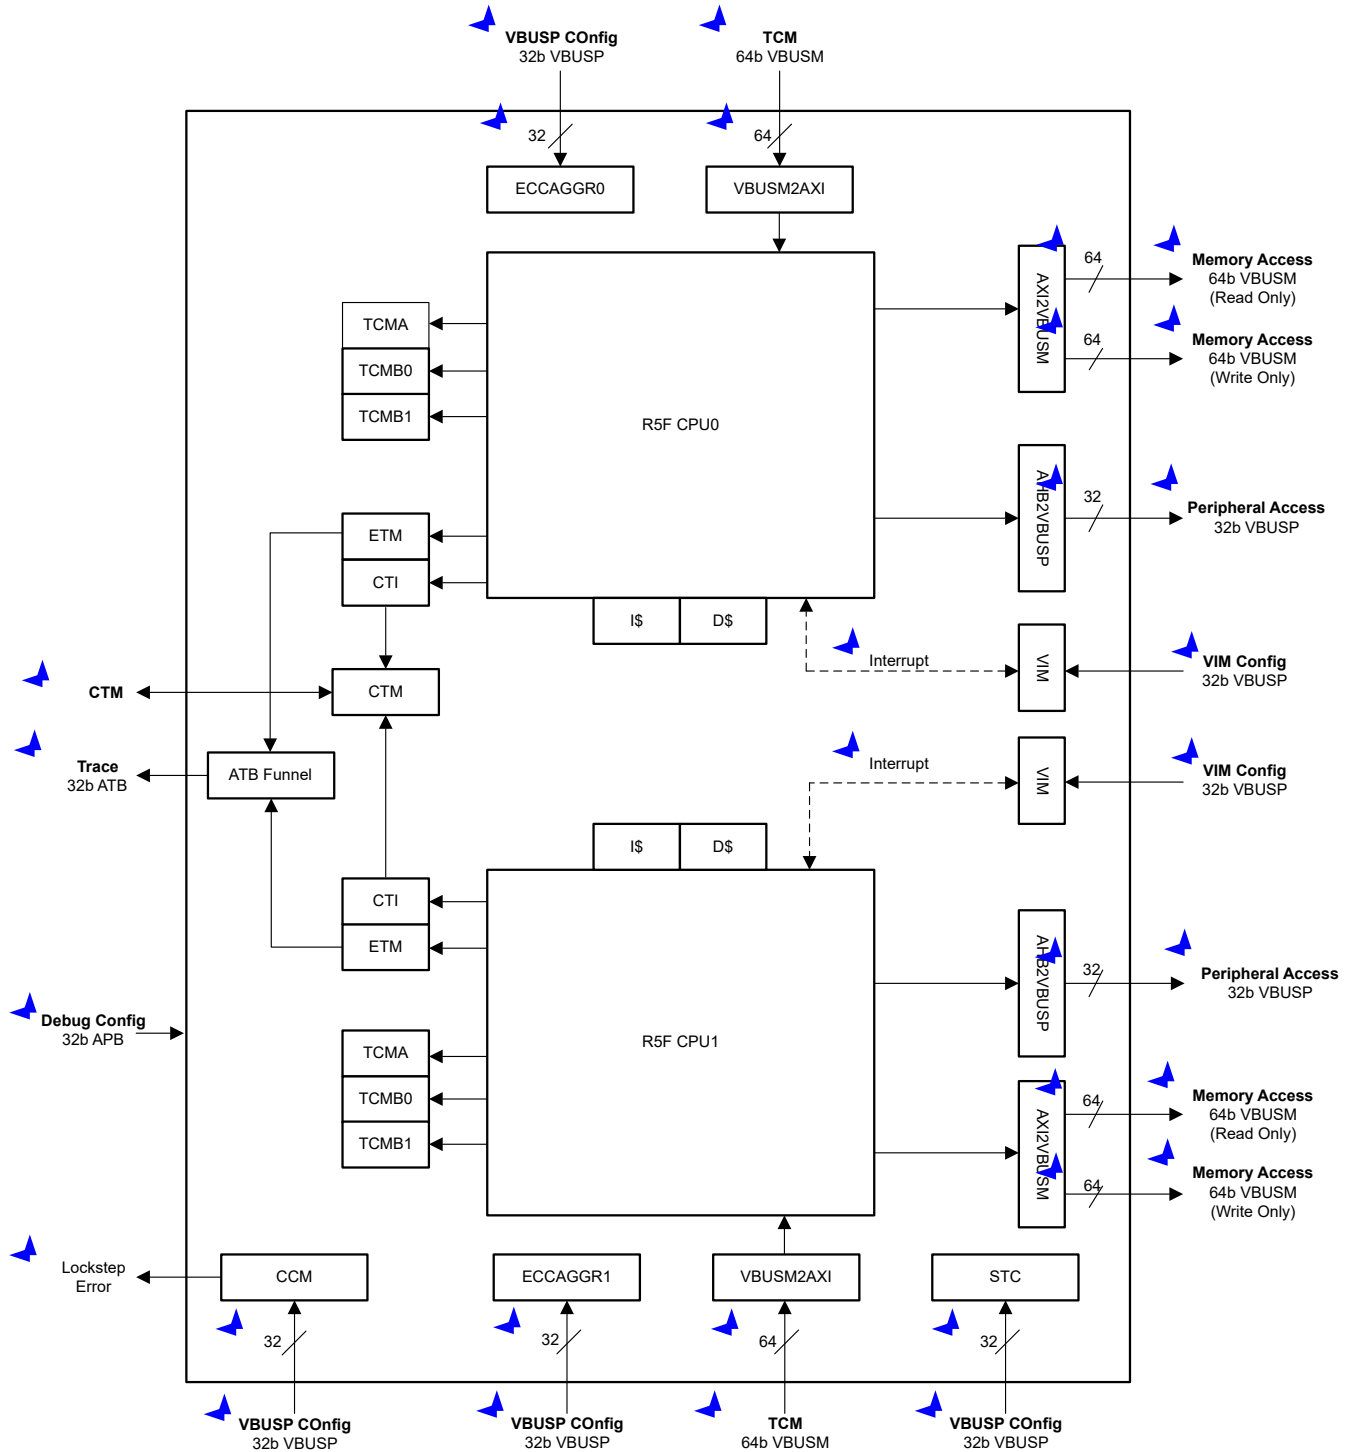 VBUSP COnfig
32b VBUSP
TCM
64b VBUSM
32
64
ECCAGGR0
VBUSM2AXI
AXI2VBUSM
64
Memory Access
64b VBUSM
(Read Only)
64
Memory Access
64b VBUSM
(Write Only)
TCMA
TCMB0
TCMB1
R5F CPU0
AHB2VBUSP
32
Peripheral Access
32b VBUSP
ETM
CTI
I$
D$
Interrupt
VIM
VIM Config
32b VBUSP
CTM
CTM
Trace
32b ATB
ATB Funnel
Interrupt
VIM
VIM Config
32b VBUSP
I$
D$
CTI
ETM
AHB2VBUSP
32
Peripheral Access
32b VBUSP
Debug Config
32b APB
R5F CPU1
TCMA
TCMB0
TCMB1
AXI2VBUSM
64
Memory Access
64b VBUSM
(Read Only)
64
Memory Access
64b VBUSM
(Write Only)
Lockstep
Error
CCM
ECCAGGR1
VBUSM2AXI
STC
32
32
64
32
VBUSP COnfig
32b VBUSP
VBUSP COnfig
32b VBUSP
TCM
64b VBUSM
VBUSP COnfig
32b VBUSP